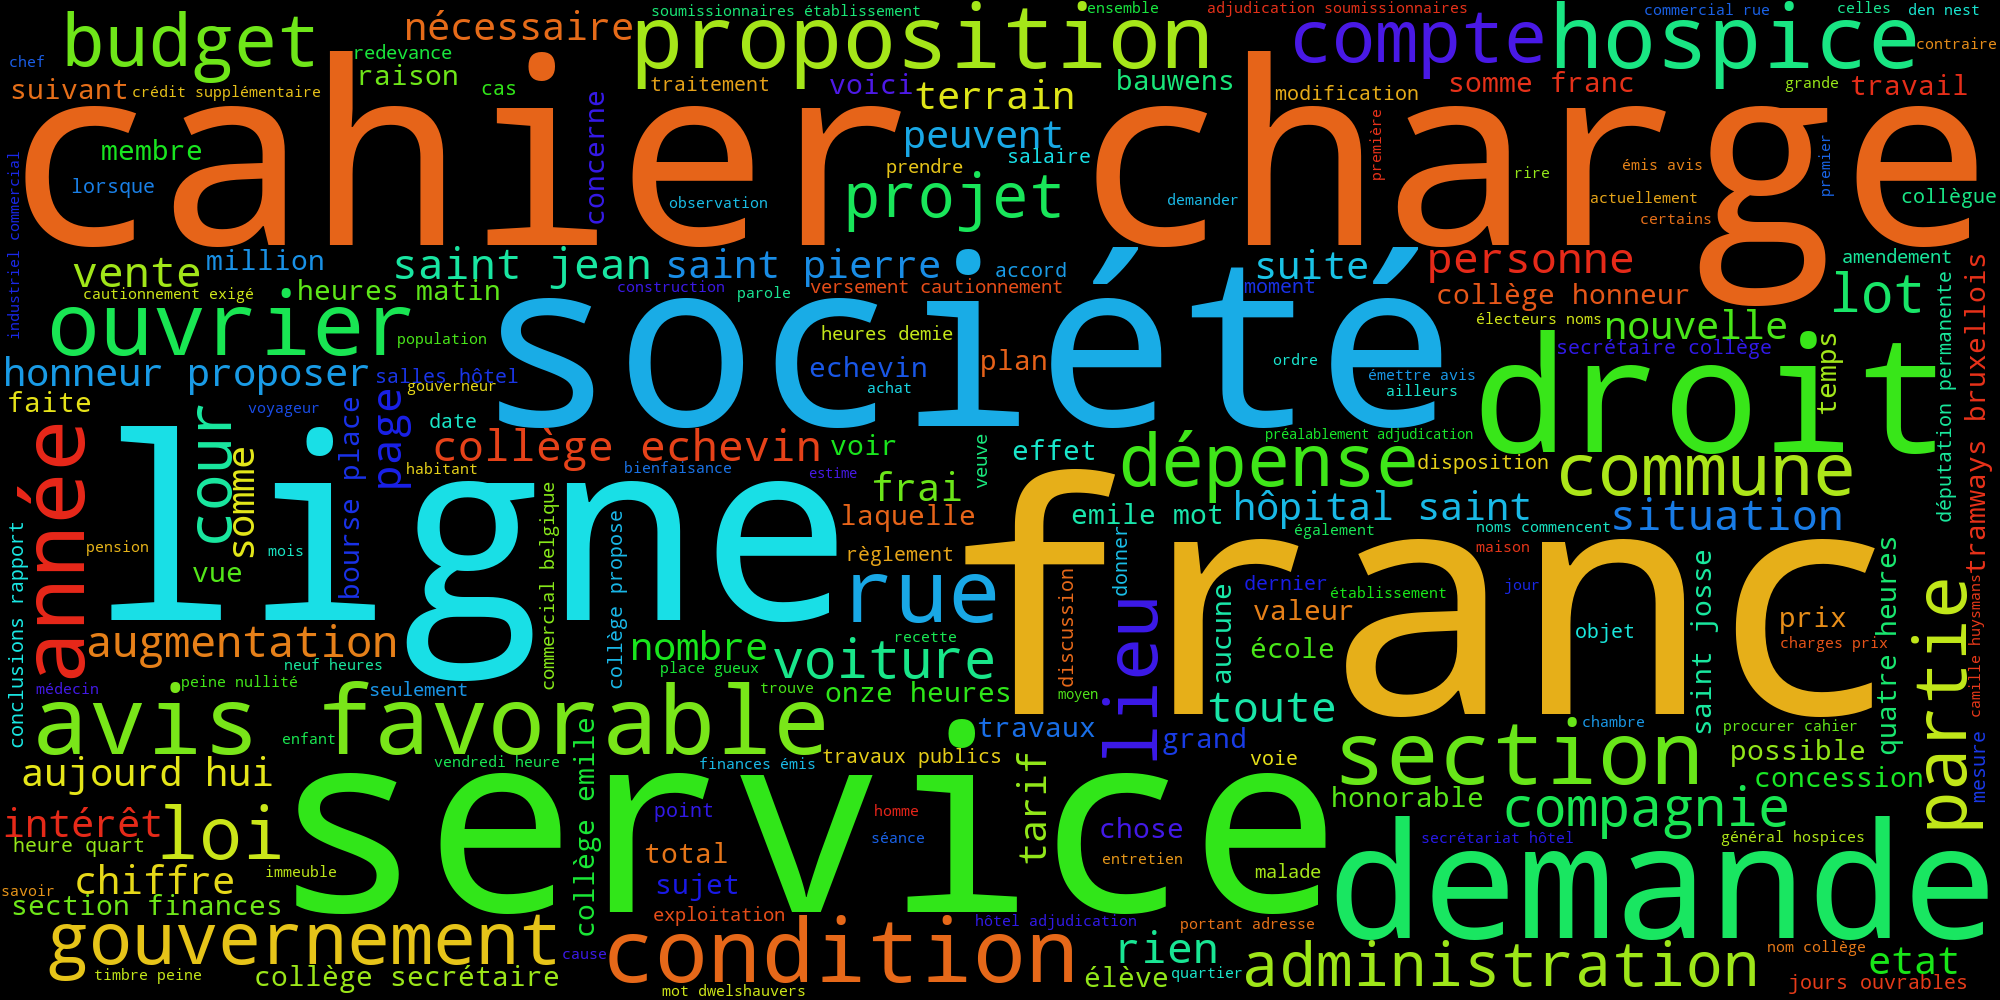 soumissionnaires établissement
ensemble
adjudication soumissionnaires
commercial rue
celles
den nest
budget
nécessaire
proposition
compte
hospice
contraire
chef
redevance
raison
suivant
crédit supplémentaire
cas
traitement
voici
terrain
bauwens
modification
somme franc
grande
travail
cahier charge
membre
concerne
peuvent
salaire
prendre
première
rire
émis avis
premier
lorsque
observation
projet
demander
actuellement
certains
collègue
industriel commercial
vente
million
saint jean
saint pierre
accord
suite
personne
amendement
cautionnement exigé
heures matin
construction
parole
versement cautionnement
moment
collège honneur
lot
députation permanente
tramways bruxellois
ouvrier
population
société
heures demie
électeurs noms
nouvelle
honneur proposer
salles hôtel
gouverneur
echevin
plan
ordre
secrétaire collège
temps
achat
émettre avis
ailleurs
droit
faite
voyageur
page
date
année
cour
somme
bourse place
collège echevin
voir
veuve
effet
préalablement adjudication
dépense
disposition
commune
habitant
bienfaisance
estime
ligne
commercial belgique
collège propose
frai
laquelle
emile mot
hôpital saint
situation
également
noms commencent
conclusions rapport
pension
mois
vue
règlement
franc
donner
maison
rue
discussion
dernier
établissement
jour
saint josse
quatre heures
lieu
aucune
valeur
objet
prix
partie
camille huysmans
augmentation
nombre
recette
voiture
école
charges prix
neuf heures
place gueux
médecin
peine nullité
seulement
trouve
onze heures
moyen
toute
avis favorable
enfant
travaux
grand
chambre
procurer cahier
mesure
section
possible
aujourd hui
vendredi heure
collège emile
finances émis
travaux publics
tarif
voie
concession
honorable
compagnie
intérêt
loi
service
point
homme
chose
heure quart
total
séance
secrétariat hôtel
général hospices
entretien
demande
savoir
chiffre
immeuble
sujet
malade
section finances
exploitation
hôtel adjudication
portant adresse
gouvernement
cause
condition
rien
nom collège
etat
timbre peine
collège secrétaire
mot dwelshauvers
élève
quartier
administration
jours ouvrables